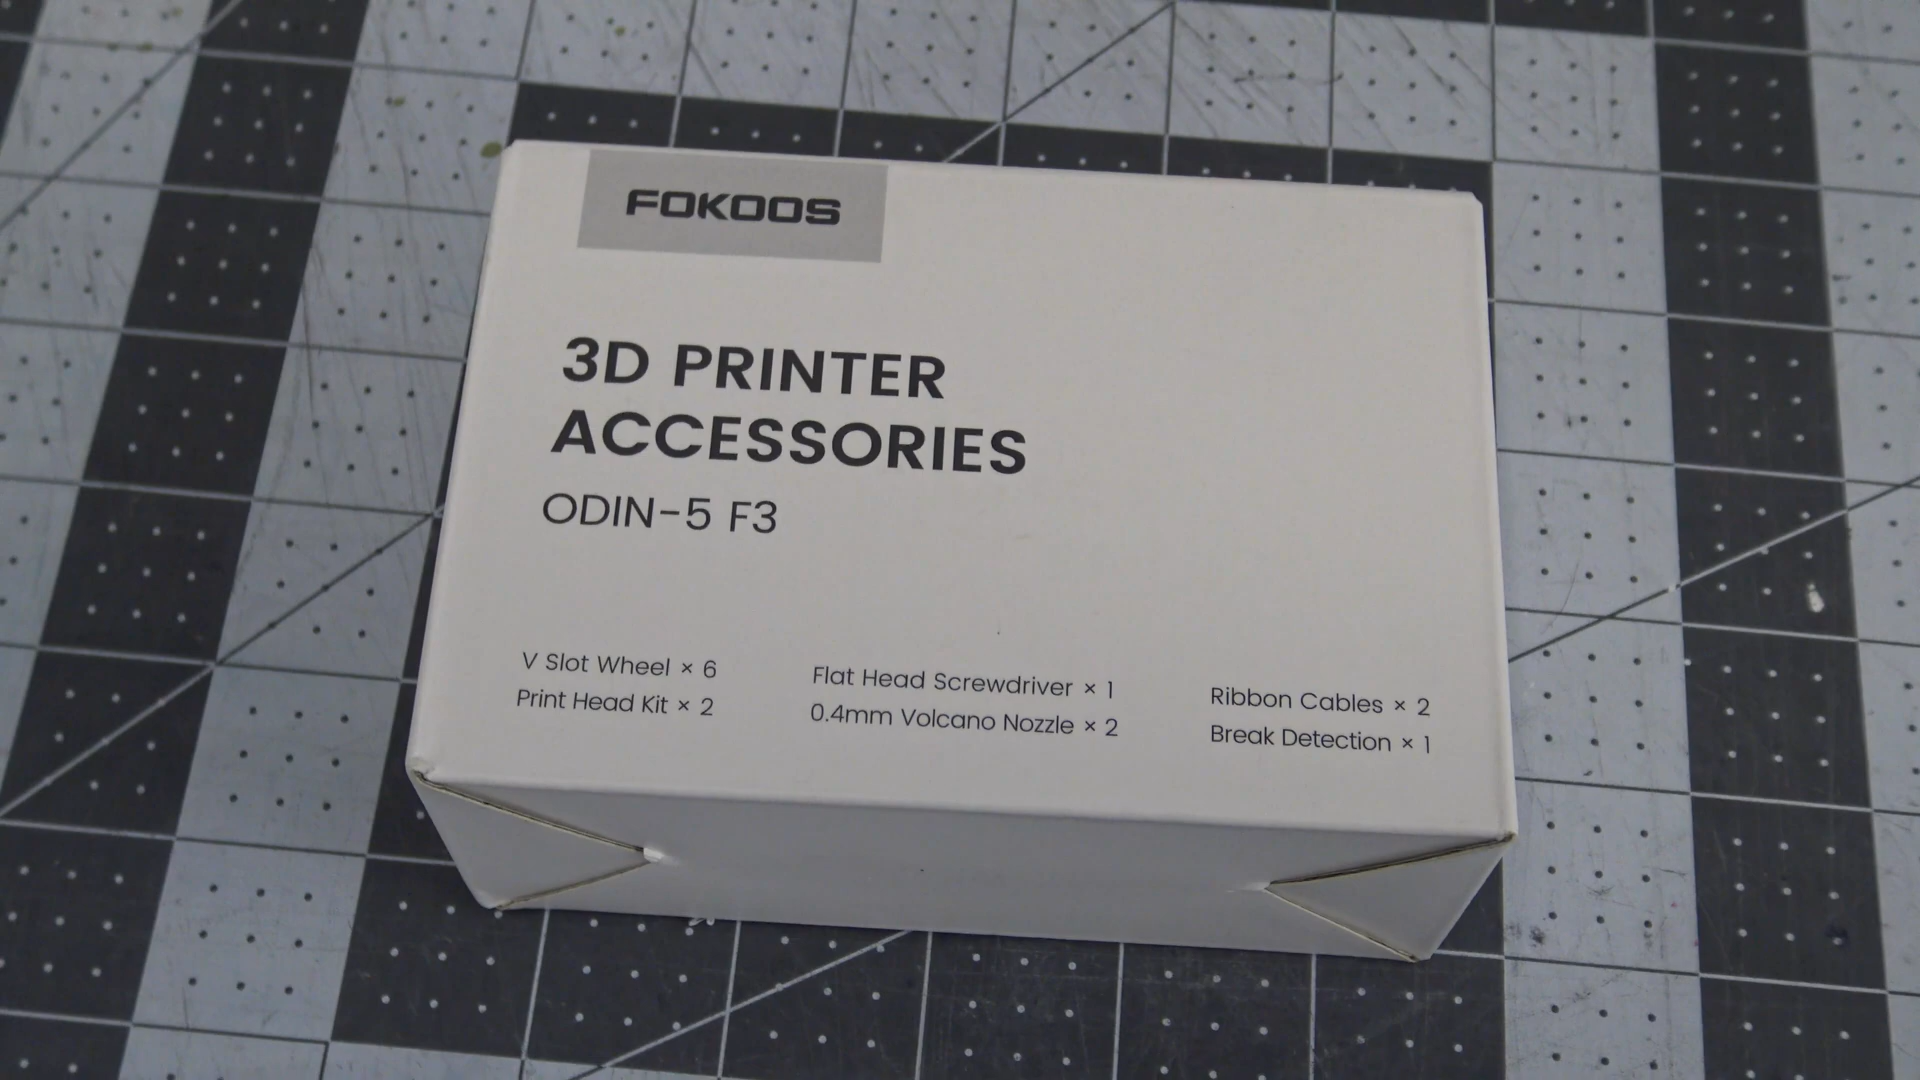 FOKOOS
3D PRINTER
ACCESSORIES
ODIN-5 F3
V Slot Wheel × 6
Print Head Kit × 2
Flat Head Screwdriver × 1
0.4mm Volcano Nozzle × 2
Ribbon Cables × 2
Break Detection × 1